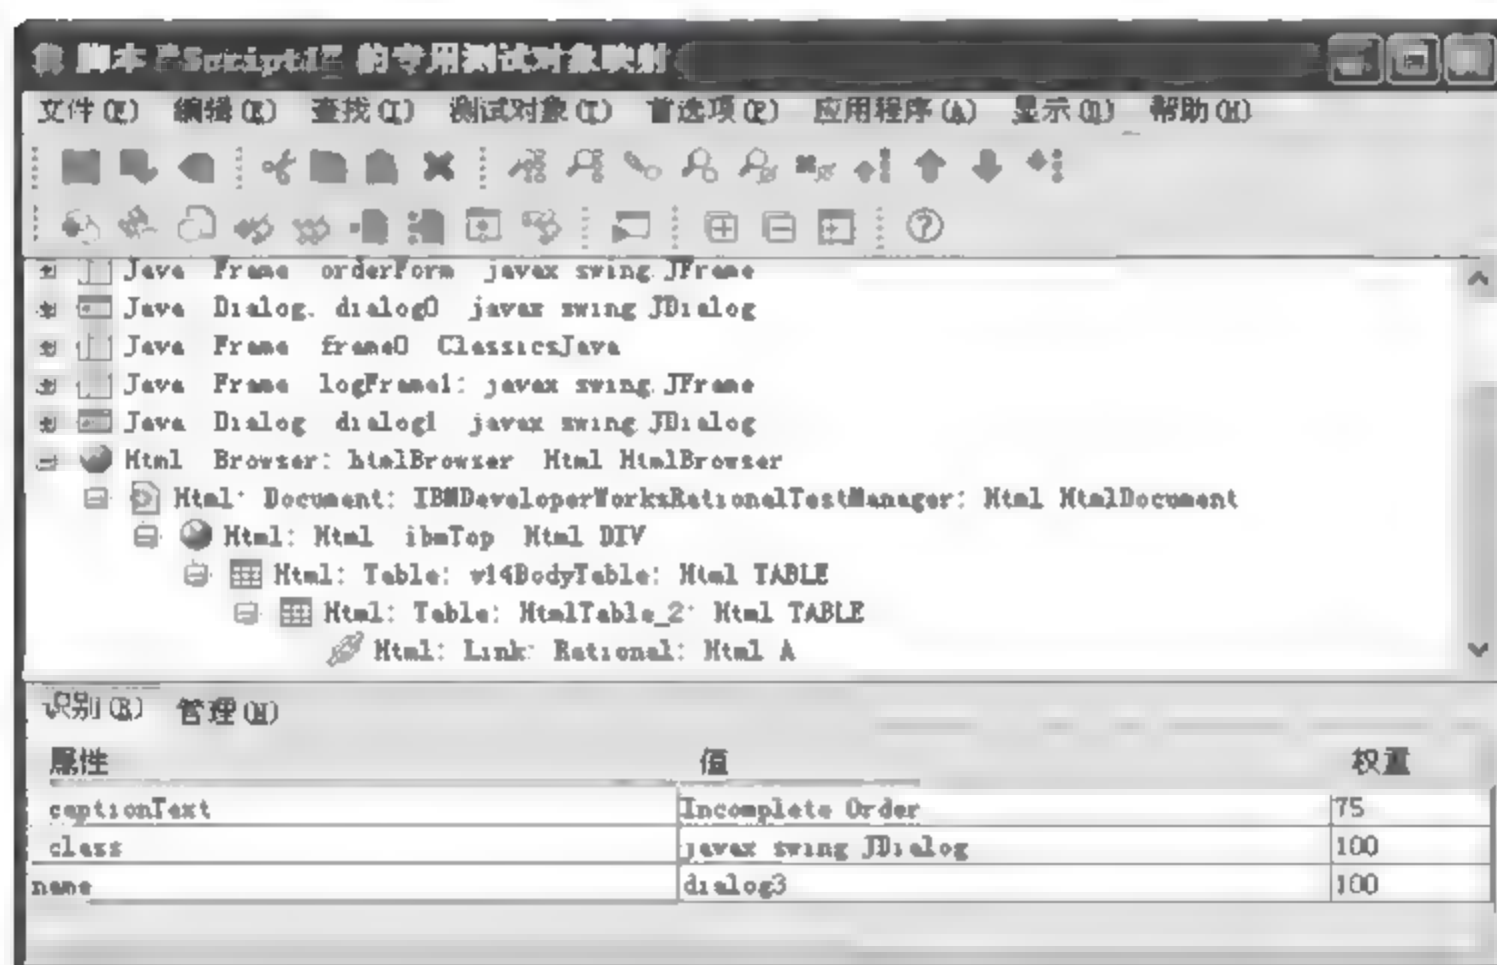 脚本 的专用测试对象映射
文件(F) 编辑(E) 查找(I) 测试对象(T) 首选项(P) 应用程序(A) 显示(D) 帮助(H)
Java Frame orderForm javax swing JFrame
Java Dialog. dialog0 javax swing JDialog
Java Frame frame0 ClassicsJava
Java Frame logFrame1: javax swing.JFrame
Java Dialog dialog1 javax swing JDialog
Html Browser: htmlBrowser Html HtmlBrowser
Html: Document: IBMDeveloperWorksRationalTestManager: Html HtmlDocument
Html: Html ibmTop Html DIV
Html: Table: v14BodyTable: Html TABLE
Html: Table: HtmlTable_2: Html TABLE
Html: Link: Rational: Html A
识别(R) 管理(M)
属性 值 权重
captionText Incomplete Order 75
class javax swing JDialog 100
name dialog3 100